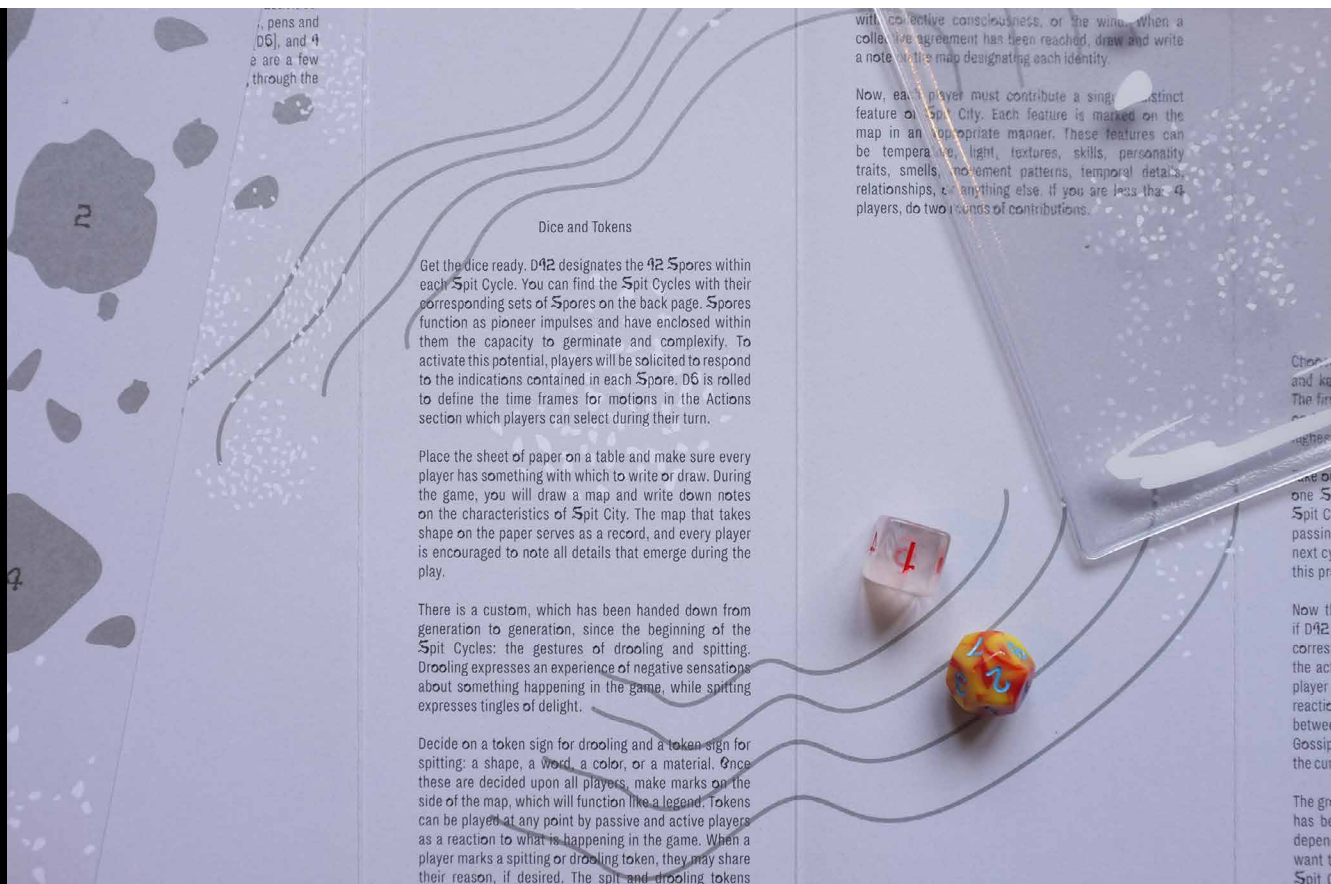 , pens and
[D6], and 4
e are a few
through the
2
4
Dice and Tokens
Get the dice ready. D12 designates the 12 Spores within
each Spit Cycle. You can find the Spit Cycles with their
corresponding sets of Spores on the back page. Spores
function as pioneer impulses and have enclosed within
them the capacity to germinate and complexify. To
activate this potential, players will be solicited to respond
to the indications contained in each Spore. D6 is rolled
to define the time frames for motions in the Actions
section which players can select during their turn.
Place the sheet of paper on a table and make sure every
player has something with which to write or draw. During
the game, you will draw a map and write down notes
on the characteristics of Spit City. The map that takes
shape on the paper serves as a record, and every player
is encouraged to note all details that emerge during the
play.
There is a custom, which has been handed down from
generation to generation, since the beginning of the
Spit Cycles: the gestures of drooling and spitting.
Drooling expresses an experience of negative sensations
about something happening in the game, while spitting
expresses tingles of delight.
Decide on a token sign for drooling and a token sign for
spitting: a shape, a word, a color, or a material. Once
these are decided upon all players, make marks on the
side of the map, which will function like a legend. Tokens
can be played at any point by passive and active players
as a reaction to what is happening in the game. When a
player marks a spitting or drooling token, they may share
their reason, if desired. The spit and drooling tokens
with collective consciousness, or the wind. When a
collective agreement has been reached, draw and write
a note on the map designating each identity.
Now, each player must contribute a single distinct
feature of Spit City. Each feature is marked on the
map in an appropriate manner. These features can
be temperature, light, textures, skills, personality
traits, smells, movement patterns, temporal details,
relationships, or anything else. If you are less than 4
players, do two rounds of contributions.
1
1
2
and
The
one S
Spit C
passin
next cy
this pr
Now t
if D12
corres
the ac
player
reactio
betwe
Gossip
the cur
The gr
has be
depen
want t
Spit C